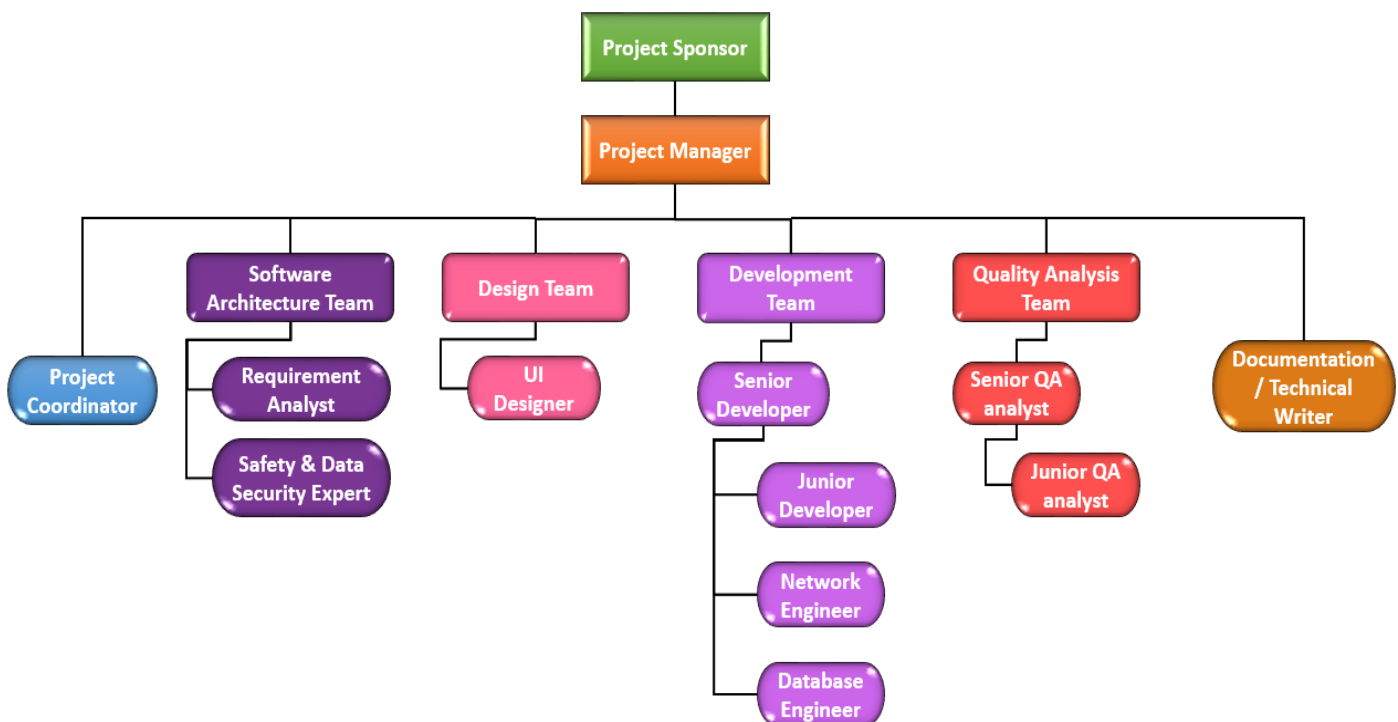 Project Sponsor
Project Manager
Software
Architecture Team
Design Team
Development
Team
Quality Analysis
Team
Project
Coordinator
Requirement
Analyst
UI
Designer
Senior
Developer
Senior QA
analyst
Documentation
/ Technical
Writer
Safety & Data
Security Expert
Junior
Developer
Junior QA
analyst
Network
Engineer
Database
Engineer